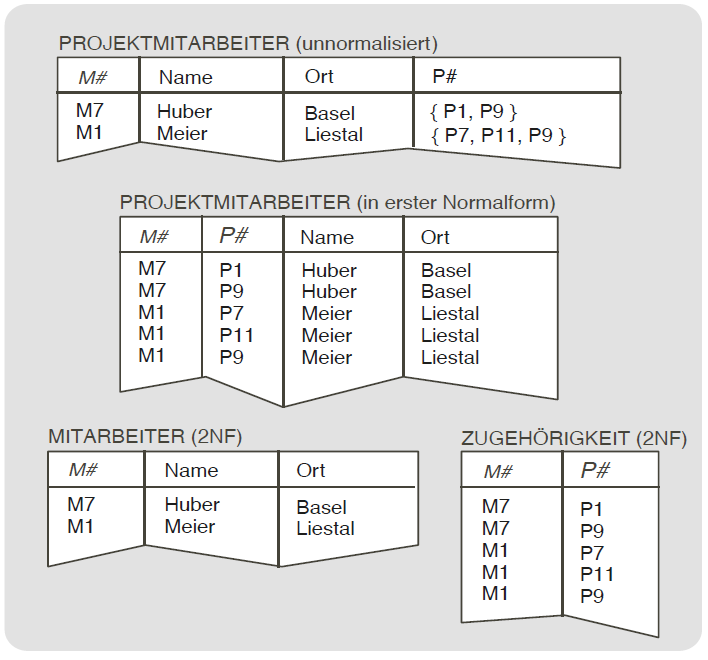 PROJEKTMITARBEITER (unnormalisiert)
M# Name Ort P#
M7 Huber Basel { P1, P9 }
M1 Meier Liestal { P7, P11, P9 }
PROJEKTMITARBEITER (in erster Normalform)
M# P# Name Ort
M7 P1 Huber Basel
M7 P9 Huber Basel
M1 P7 Meier Liestal
M1 P11 Meier Liestal
M1 P9 Meier Liestal
MITARBEITER (2NF)
M# Name Ort
M7 Huber Basel
M1 Meier Liestal
ZUGEHÖRIGKEIT (2NF)
M# P#
M7 P1
M7 P9
M1 P7
M1 P11
M1 P9